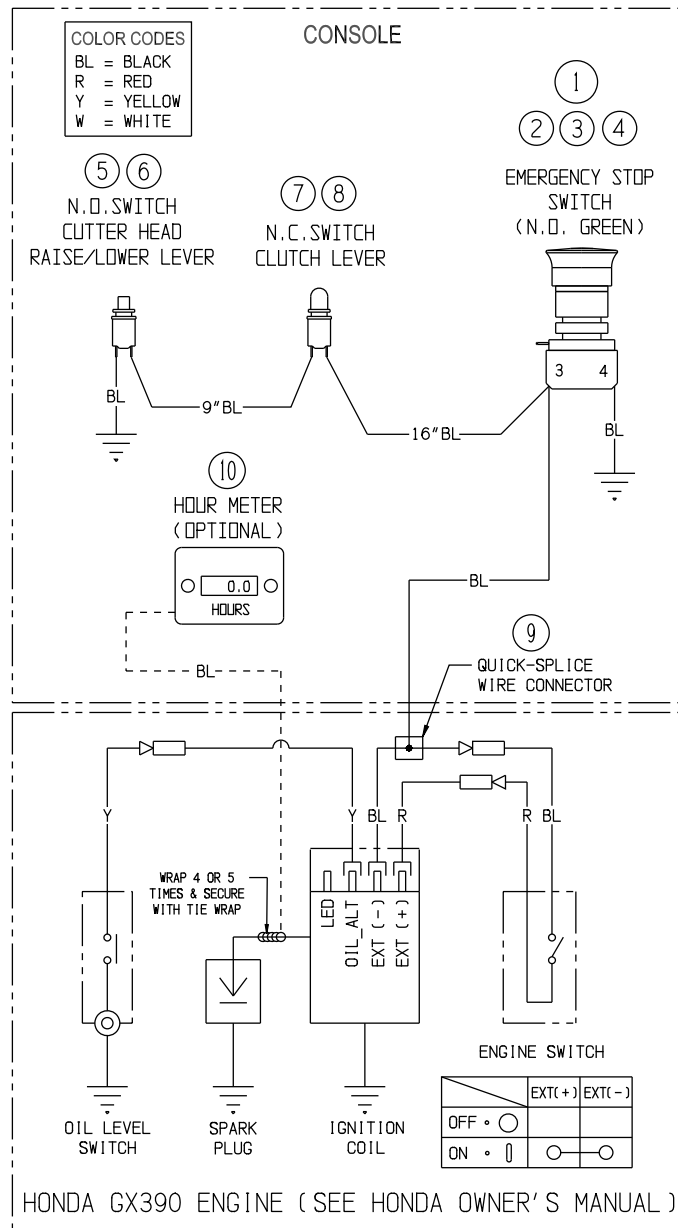 CONSOLE
COLOR CODES
BL = BLACK
R = RED
Y = YELLOW
W = WHITE
1
2 3 4
EMERGENCY STOP
SWITCH
(N.O. GREEN)
5 6
N.O.SWITCH
CUTTER HEAD
RAISE/LOWER LEVER
7 8
N.C.SWITCH
CLUTCH LEVER
3 4
BL
9"BL
16"BL
BL
10
HOUR METER
(OPTIONAL)
0.0
HOURS
BL
BL
9
QUICK-SPLICE
WIRE CONNECTOR
Y
Y BL R
R BL
WRAP 4 OR 5
TIMES & SECURE
WITH TIE WRAP
LED
OIL_ALT
EXT (-)
EXT (+)
OIL LEVEL
SWITCH
SPARK
PLUG
IGNITION
COIL
ENGINE SWITCH
EXT(+) EXT(-)
OFF
ON
HONDA GX390 ENGINE (SEE HONDA OWNER'S MANUAL)